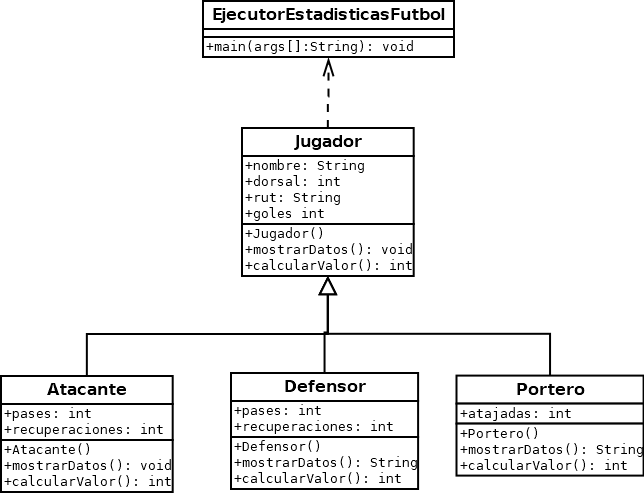 EjecutorEstadisticasFutbol
+main(args[]:String): void
Jugador
+nombre: String
+dorsal: int
+rut: String
+goles int
+Jugador()
+mostrarDatos(): void
+calcularValor(): int
Atacante
+pases: int
+recuperaciones: int
+Atacante()
+mostrarDatos(): void
+calcularValor(): int
Defensor
+pases: int
+recuperaciones: int
+Defensor()
+mostrarDatos(): String
+calcularValor(): int
Portero
+atajadas: int
+Portero()
+mostrarDatos(): String
+calcularValor(): int